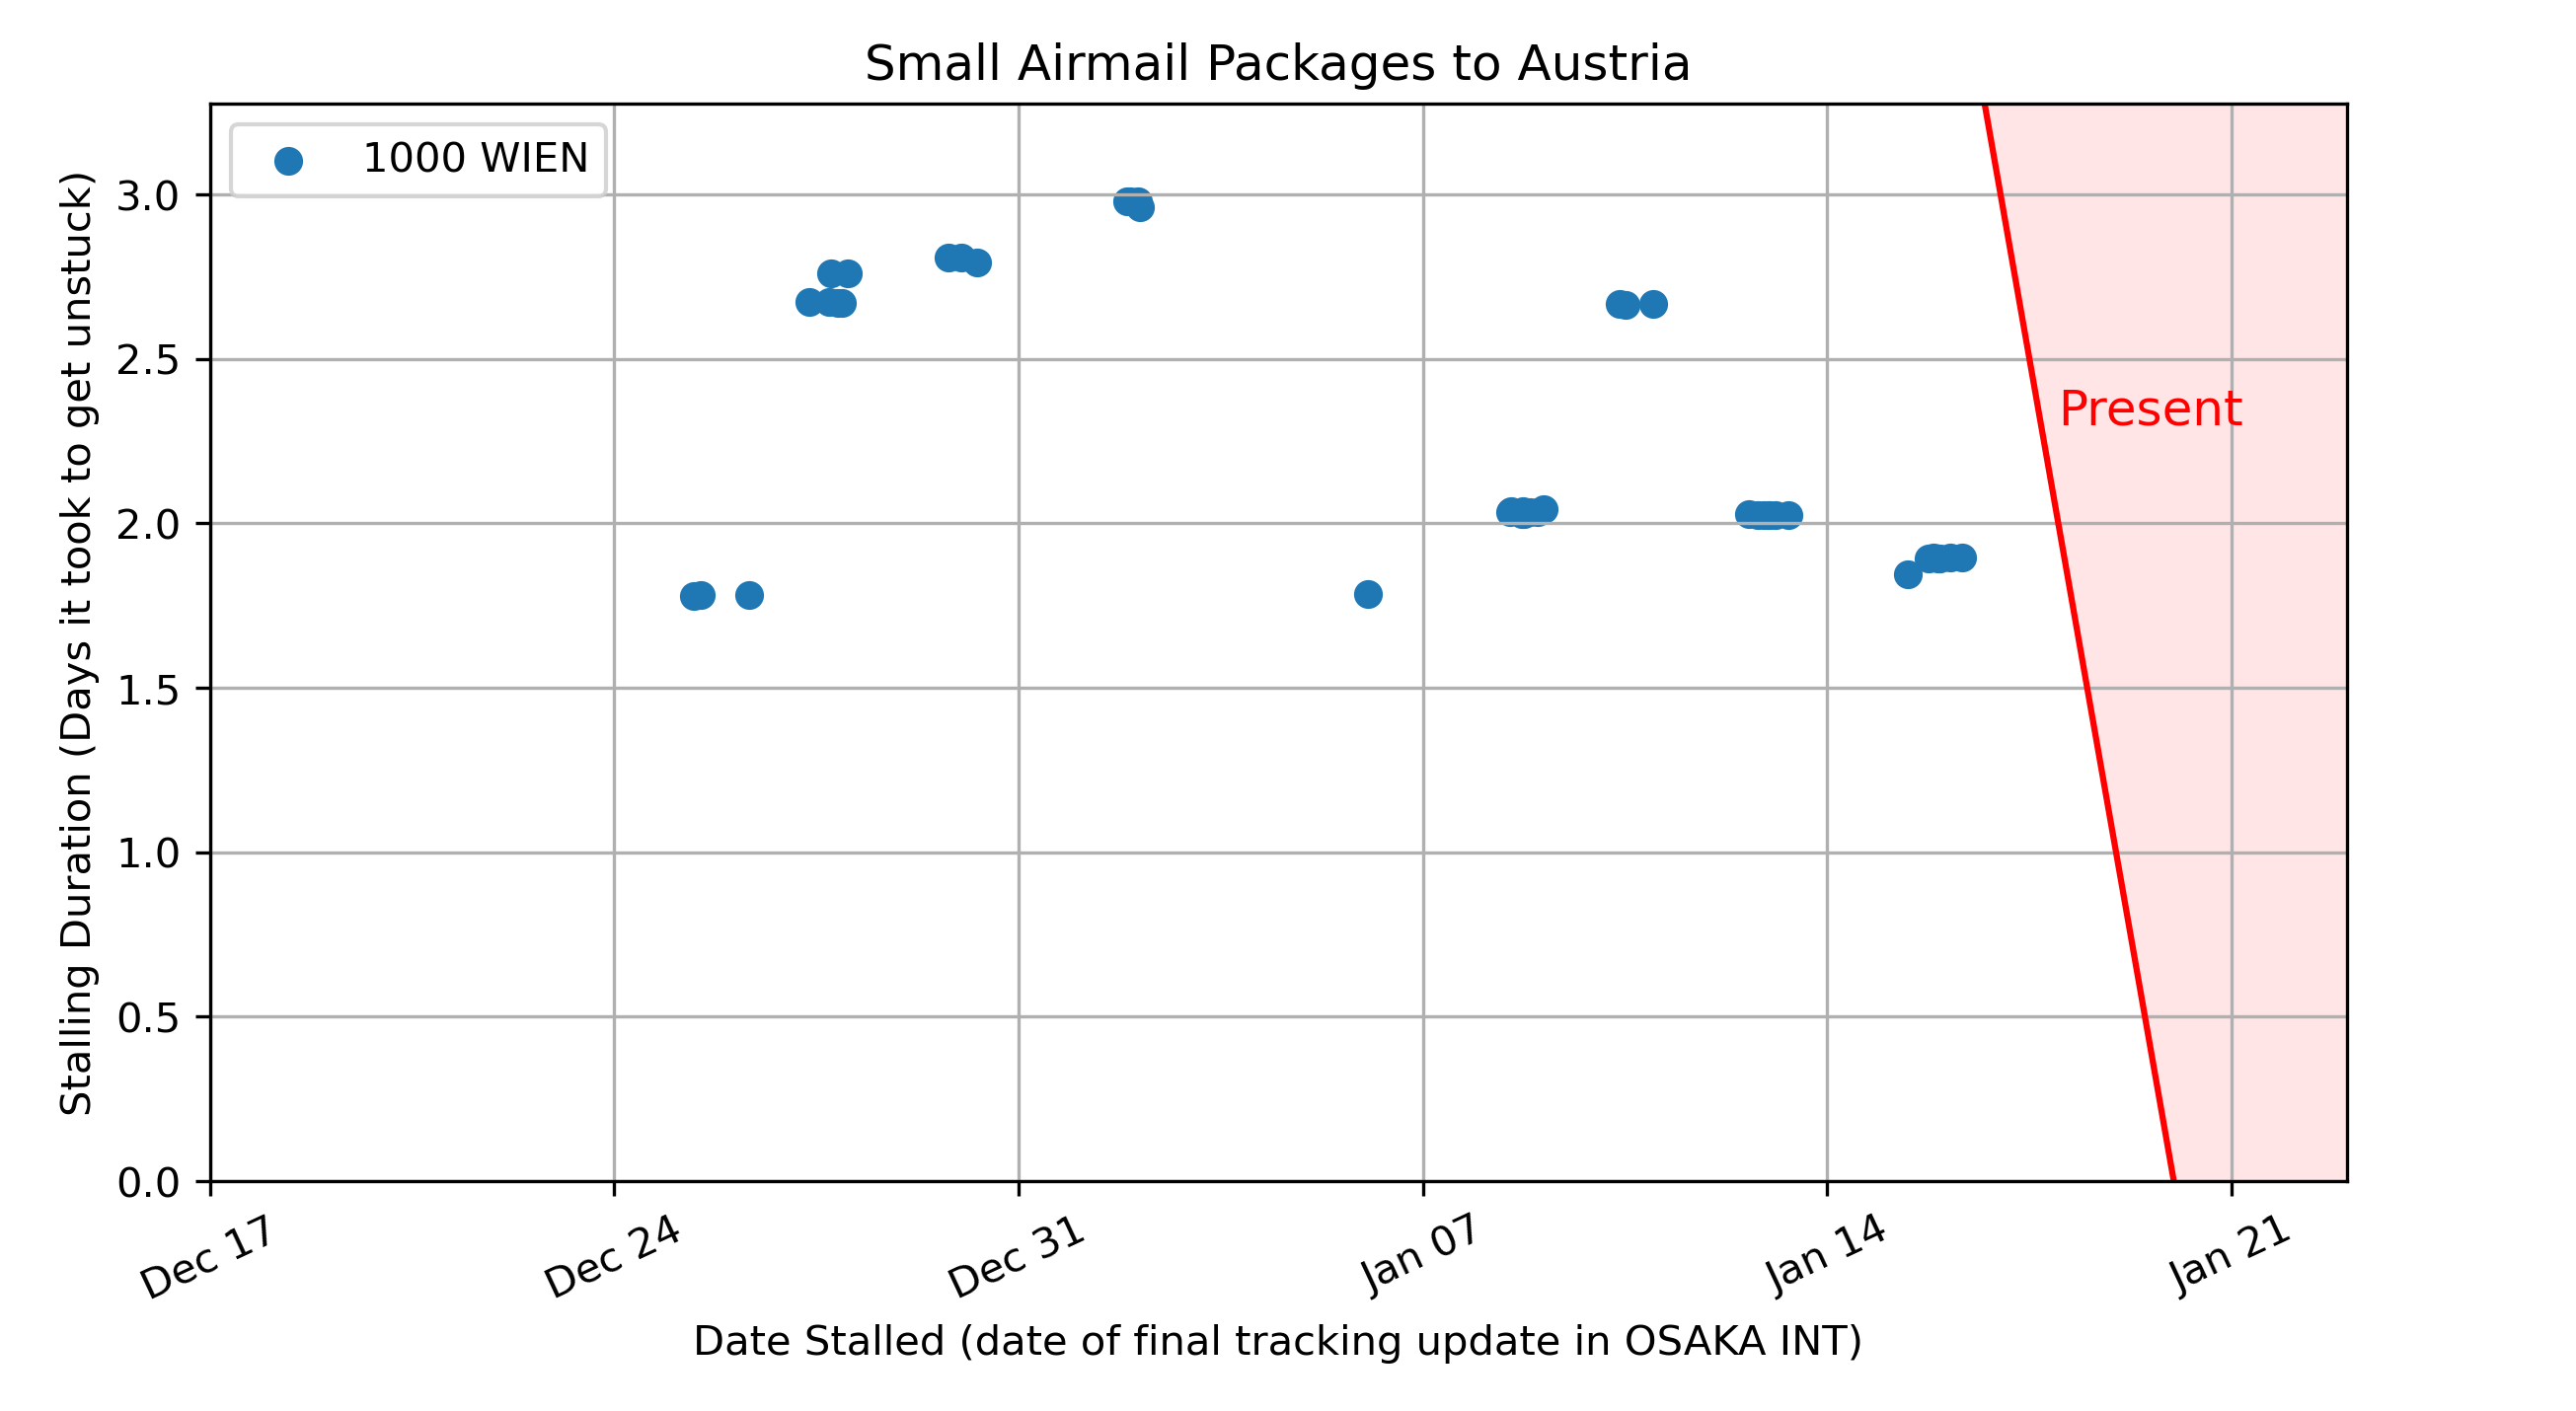 Small Airmail Packages to Austria
1000 WIEN
Stalling Duration (Days it took to get unstuck)
3.0
2.5
2.0
1.5
1.0
0.5
0.0
Present
Dec 17
Dec 24
Dec 31
Jan 07
Jan 14
Jan 21
Date Stalled (date of final tracking update in OSAKA INT)